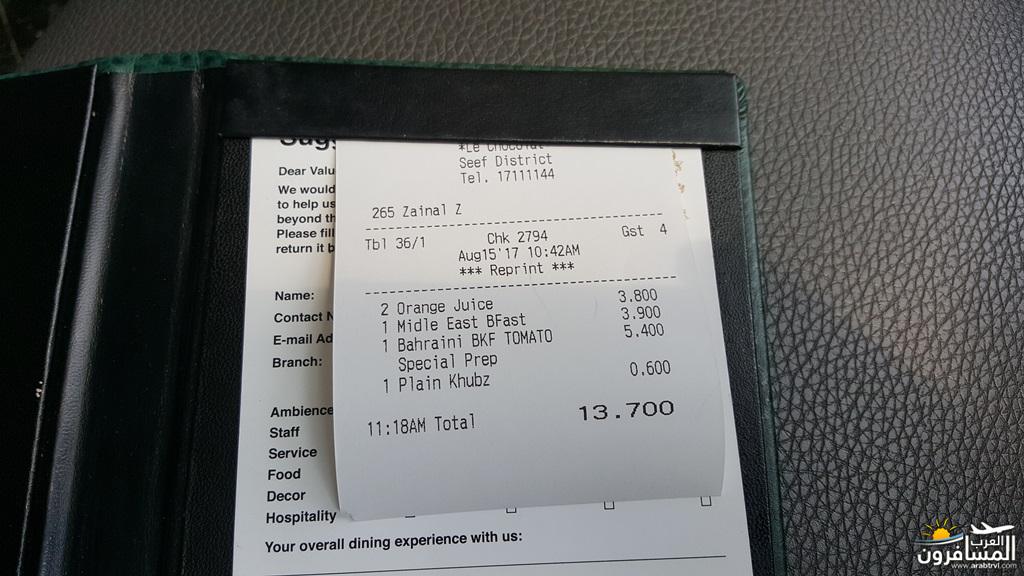 Dear Valu
We would
to help us
beyond th
Please fill
return it b
Name:
Contact N
E-mail Ad
Branch:
Ambience
Staff
Service
Food
Decor
Hospitality
Your overall dining experience with us:
*Le Chocolat
Seef District
Tel. 17111144
265 Zainal Z
Tbl 36/1 Chk 2794 Gst 4
Aug15'17 10:42AM
*** Reprint ***
2 Orange Juice 3.800
1 Midle East BFast 3.900
1 Bahraini BKF TOMATO 5.400
Special Prep
1 Plain Khubz 0.600
11:18AM Total 13.700
العرب
المسافرون
www.arabtrvl.com